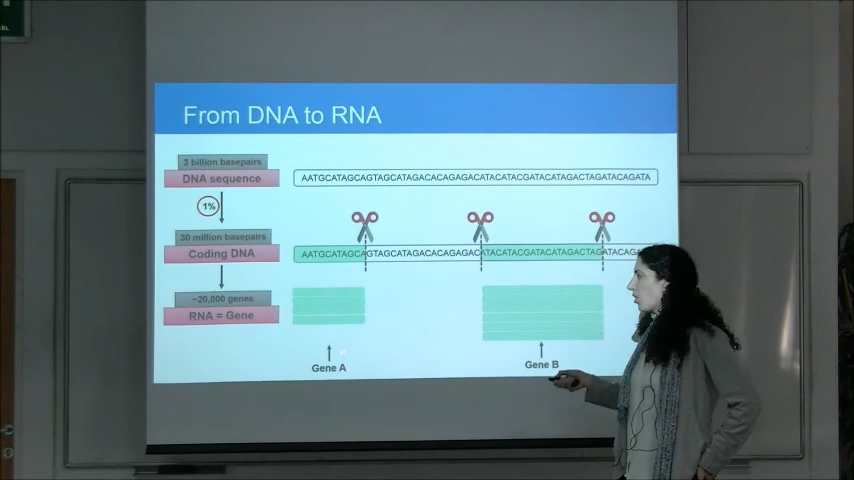 From DNA to RNA
3 billion basepairs
DNA sequence
AATGCATAGCAGTAGCATAGACACAGAGACATACATACGATACATAGACTAGATACAGATA
1%
30 million basepairs
Coding DNA
AATGCATAGCAGTAGCATAGACACAGAGACATACATACGATACATAGACTAGATACAGA
~20,000 genes
RNA = Gene
Gene A
Gene B